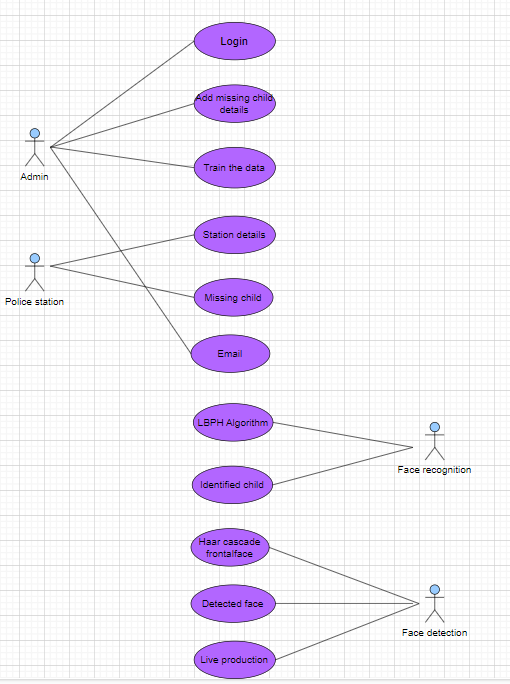 Login
Add missing child
details
Train the data
Admin
Station details
Police station
Missing child
Email
LBPH Algorithm
Face recognition
Identified child
Haar cascade
frontalface
Detected face
Face detection
Live production